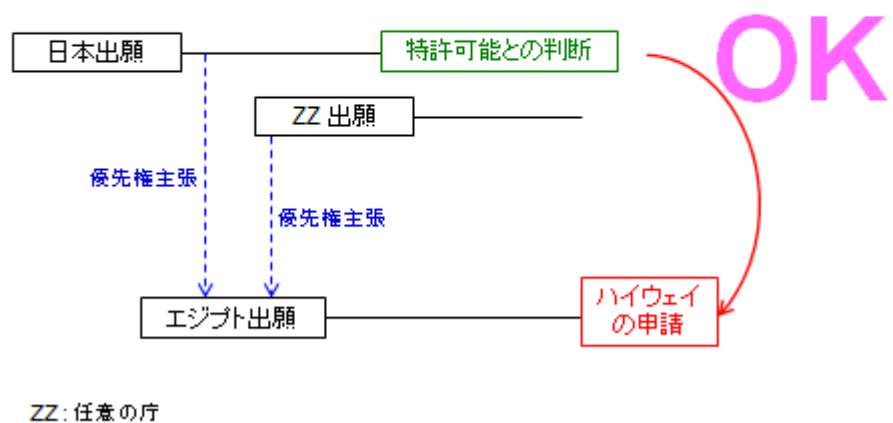 日本出願
特許可能との判断
OK
ZZ 出願
優先権主張
優先権主張
エジプト出願
ハイウェイ
の申請
ZZ:任意の庁